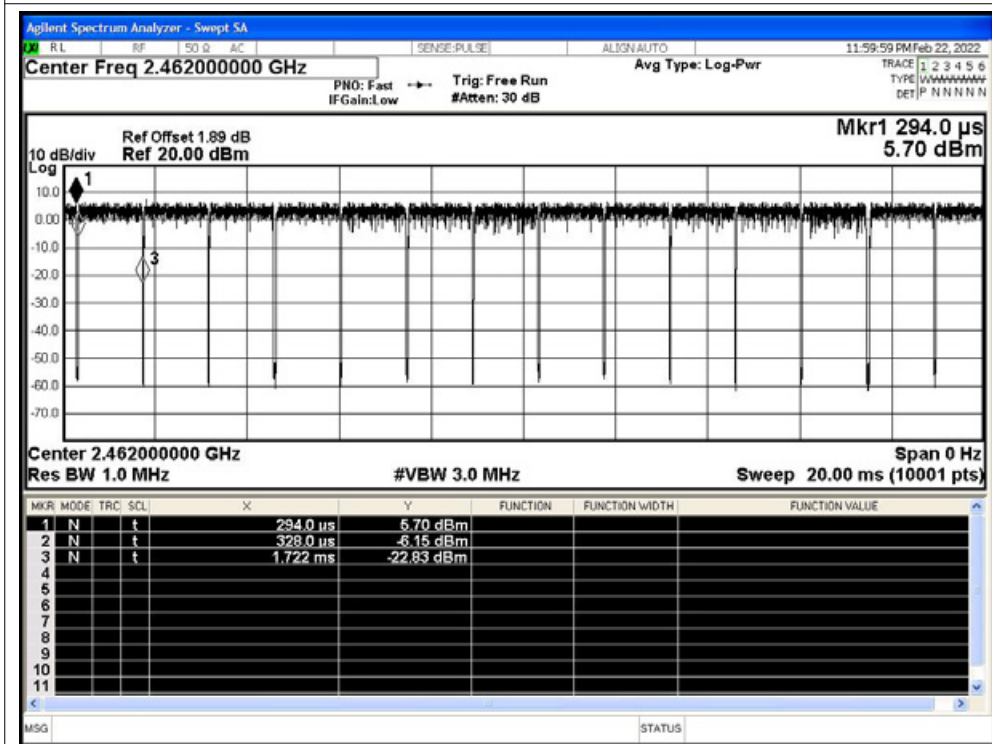 Agilent Spectrum Analyzer - Swept SA
RL RF 50 Ω AC SENSE:PULSE ALIGN AUTO 11:59:59 PM Feb 22, 2022
Center Freq 2.462000000 GHz
PNO: Fast
IFGain:Low
Trig: Free Run
#Atten: 30 dB
Avg Type: Log-Pwr
TRACE 1 2 3 4 5 6
TYPE
DET P N N N N N
Mkr1 294.0 µs
5.70 dBm
Ref Offset 1.89 dB
10 dB/div Ref 20.00 dBm
Log
1
10.0
0.00
-10.0
3
-20.0
-30.0
-40.0
-50.0
-60.0
-70.0
Center 2.462000000 GHz Span 0 Hz
Res BW 1.0 MHz #VBW 3.0 MHz Sweep 20.00 ms (10001 pts)
MKR MODE TRC SCL X Y FUNCTION FUNCTION WIDTH FUNCTION VALUE
1 N t 294.0 µs 5.70 dBm
2 N t 328.0 µs -6.15 dBm
3 N t 1.722 ms -22.83 dBm
4
5
6
7
8
9
10
11
MSG STATUS